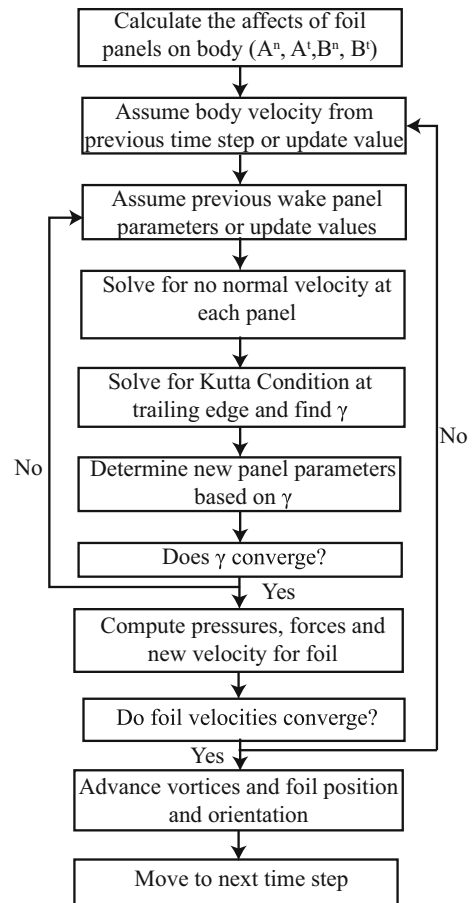 Calculate the affects of foil
panels on body (Aⁿ, Aᵗ,Bⁿ, Bᵗ)
Assume body velocity from
previous time step or update value
Assume previous wake panel
parameters or update values
Solve for no normal velocity at
each panel
Solve for Kutta Condition at
trailing edge and find γ
No
No
Determine new panel parameters
based on γ
Does γ converge?
Yes
Compute pressures, forces and
new velocity for foil
Do foil velocities converge?
Yes
Advance vortices and foil position
and orientation
Move to next time step